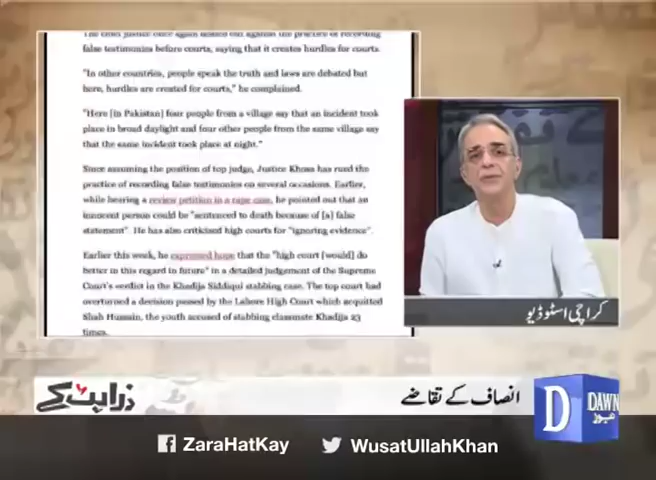 The chief justice once again lashed out against the practice of recording
false testimonies before courts, saying that it creates hurdles for courts.
"In other countries, people speak the truth and laws are debated but
here, hurdles are created for courts," he complained.
"Here [in Pakistan] four people from a village say that an incident took
place in broad daylight and four other people from the same village say
that the same incident took place at night."
Since assuming the position of top judge, Justice Khosa has rued the
practice of recording false testimonies on several occasions. Earlier,
while hearing a review petition in a rape case, he pointed out that an
innocent person could be "sentenced to death because of [a] false
statement". He has also criticised high courts for "ignoring evidence".
Earlier this week, he expressed hope that the "high court [would] do
better in this regard in future" in a detailed judgement of the Supreme
Court's verdict in the Khadija Siddiqui stabbing case. The top court had
overturned a decision passed by the Lahore High Court which acquitted
Shah Hussain, the youth accused of stabbing classmate Khadija 23
times.
کراچی اسٹوڈیو
ذرا ہٹ کے
انصاف کے تقاضے
D DAWN
نیوز
ZaraHatKay WusatUllahKhan